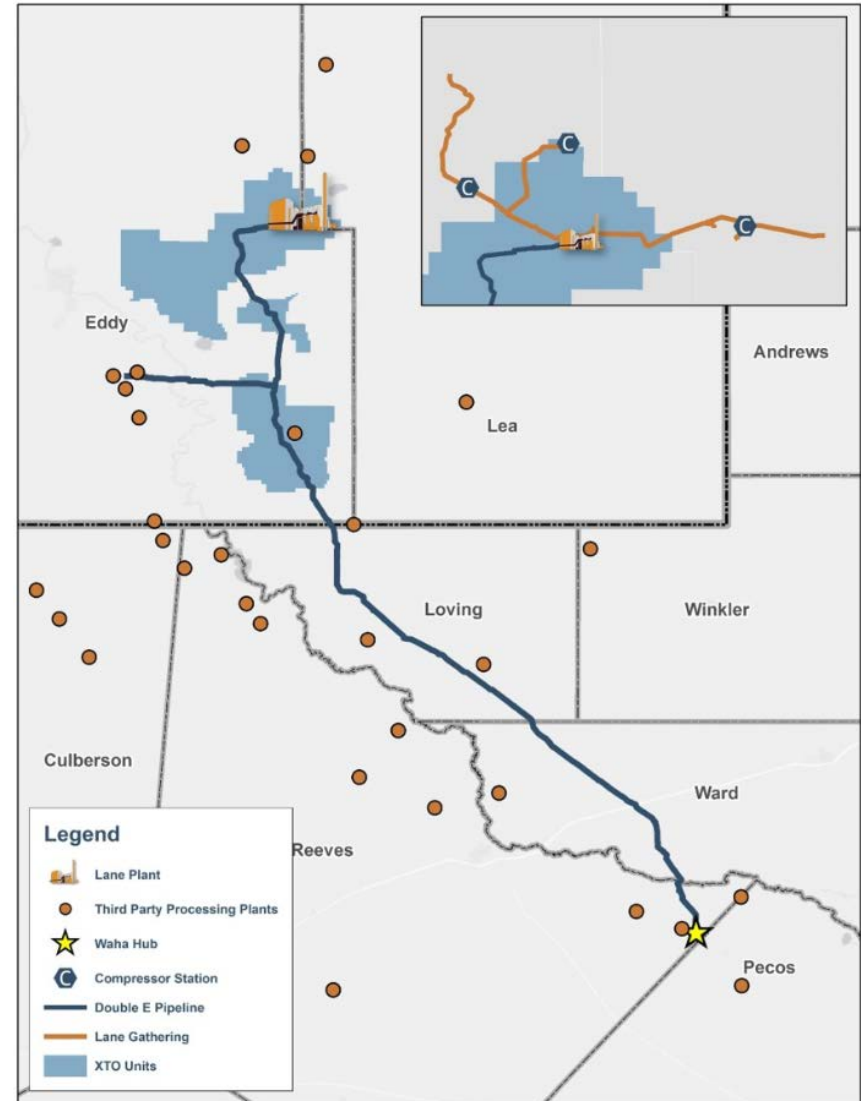 C
C
C
Eddy
Andrews
Lea
Loving
Winkler
Culberson
Ward
Reeves
Pecos
Legend
Lane Plant
Third Party Processing Plants
Waha Hub
C
Compressor Station
Double E Pipeline
Lane Gathering
XTO Units